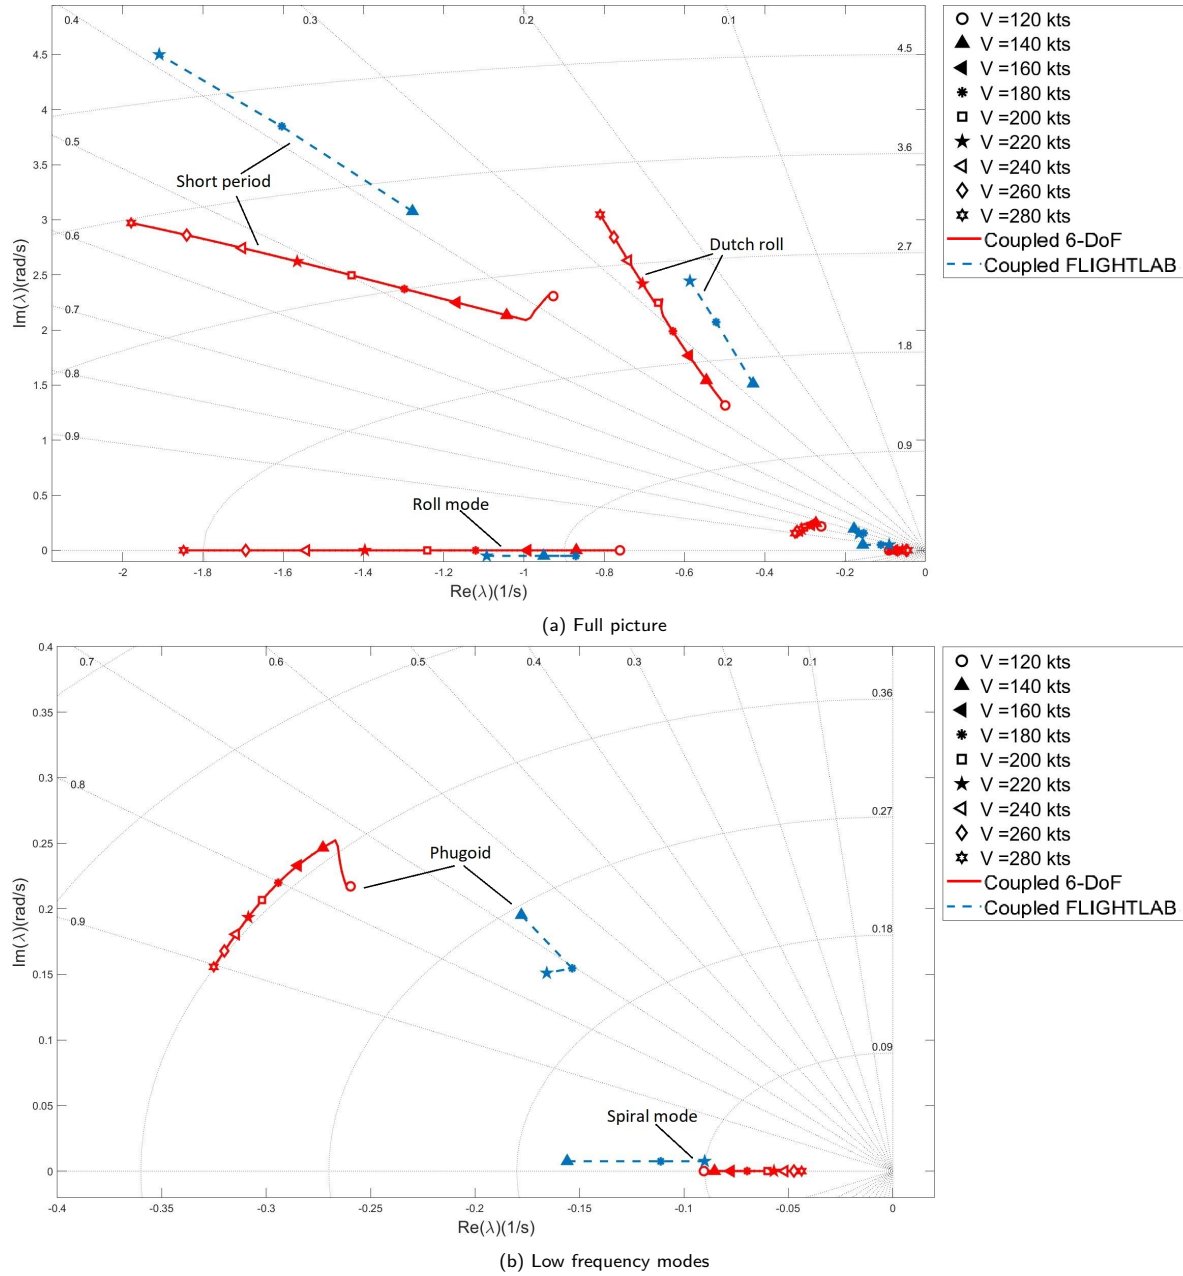 0.4
0.3
0.2
0.1
4.5
4.5
4
3.5
3
2.5
2
1.5
1
0.5
0
0.5
0.6
0.7
0.8
0.9
3.6
2.7
1.8
0.9
Short period
Dutch roll
Roll mode
Im(λ)(rad/s)
-2
-1.8
-1.6
-1.4
-1.2
-1
-0.8
-0.6
-0.4
-0.2
0
Re(λ)(1/s)
V =120 kts
V =140 kts
V =160 kts
V =180 kts
V =200 kts
V =220 kts
V =240 kts
V =260 kts
V =280 kts
Coupled 6-DoF
Coupled FLIGHTLAB
(a) Full picture
0.4
0.35
0.3
0.25
0.2
0.15
0.1
0.05
0
0.7
0.6
0.5
0.4
0.3
0.2
0.1
0.8
0.9
0.36
0.27
0.18
0.09
Phugoid
Spiral mode
Im(λ)(rad/s)
-0.4
-0.35
-0.3
-0.25
-0.2
-0.15
-0.1
-0.05
0
Re(λ)(1/s)
V =120 kts
V =140 kts
V =160 kts
V =180 kts
V =200 kts
V =220 kts
V =240 kts
V =260 kts
V =280 kts
Coupled 6-DoF
Coupled FLIGHTLAB
(b) Low frequency modes